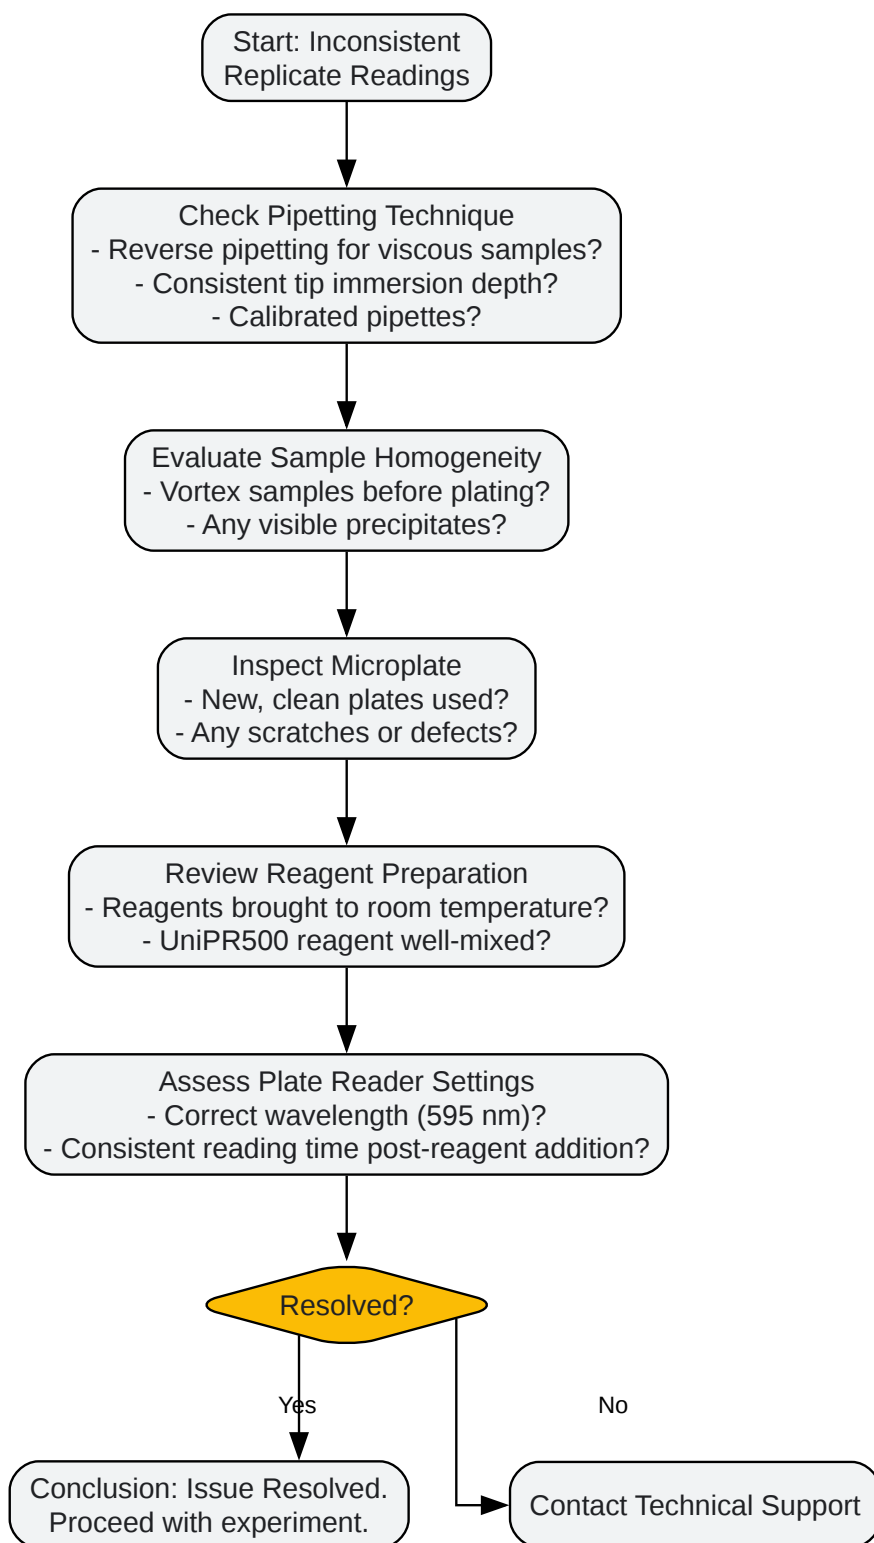 Start: Inconsistent
Replicate Readings
Check Pipetting Technique
- Reverse pipetting for viscous samples?
- Consistent tip immersion depth?
- Calibrated pipettes?
Evaluate Sample Homogeneity
- Vortex samples before plating?
- Any visible precipitates?
Inspect Microplate
- New, clean plates used?
- Any scratches or defects?
Review Reagent Preparation
- Reagents brought to room temperature?
- UniPR500 reagent well-mixed?
Assess Plate Reader Settings
- Correct wavelength (595 nm)?
- Consistent reading time post-reagent addition?
Resolved?
Yes
No
Conclusion: Issue Resolved.
Proceed with experiment.
Contact Technical Support